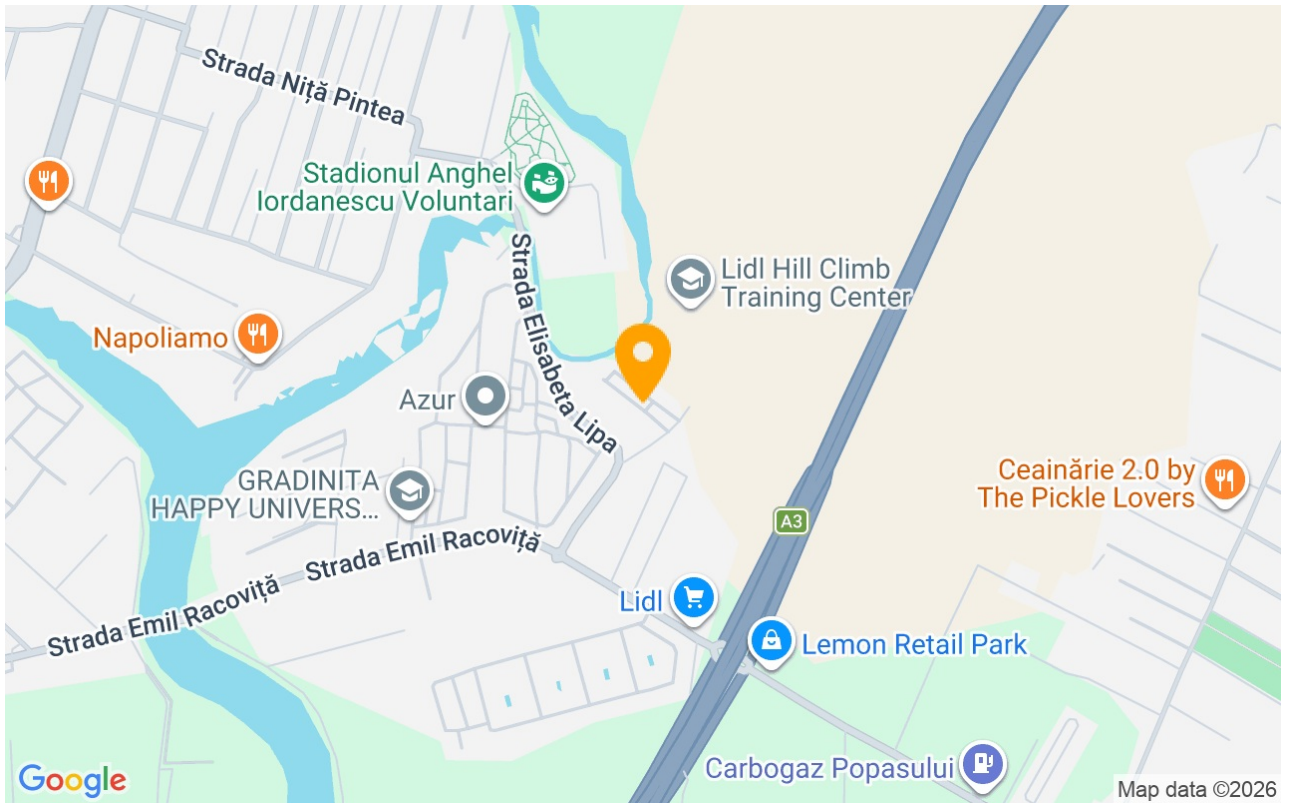 Strada Niță Pintea
Stadionul Anghel
Iordanescu Voluntari
Strada Elisabeta Lipa
Lidl Hill Climb
Training Center
Napoliamo
Azur
GRADINITA
HAPPY UNIVERS...
Ceainărie 2.0 by
The Pickle Lovers
A3
Strada Emil Racoviță
Strada Emil Racoviță
Lidl
Lemon Retail Park
Carbogaz Popasului
Google
Map data ©2026